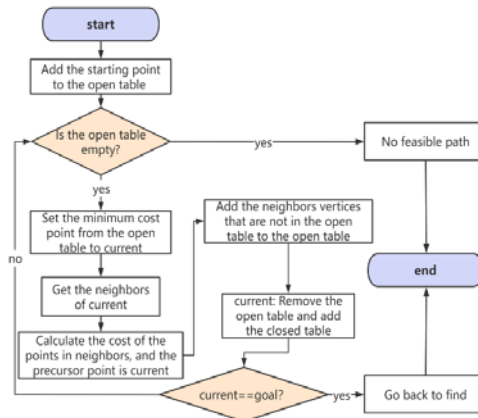 start
Add the starting point
to the open table
Is the open table
empty?
yes
No feasible path
yes
Set the minimum cost
point from the open
table to current
Add the neighbors vertices
that are not in the open
table to the open table
no
end
Get the neighbors
of current
current: Remove the
open table and add
the closed table
Calculate the cost of the
points in neighbors, and the
precursor point is current
current==goal?
yes
Go back to find